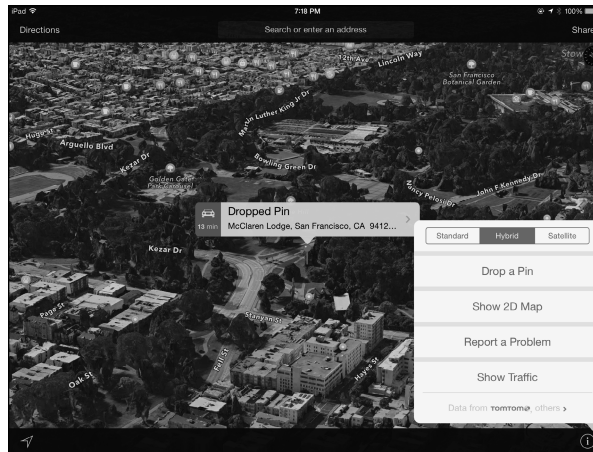 iPad
7:18 PM
100%
Directions
Search or enter an address
Share
12th Ave
Lincoln Way
San Francisco
Botanical Garden
Stow
Martin Luther King Jr Dr
Hugo St
Arguello Blvd
Kezar Dr
Bowling Green Dr
Golden Gate
Park Carousel
Nancy Pelosi Dr
John F Kennedy Dr
Dropped Pin
13 min
McClaren Lodge, San Francisco, CA 9412...
Standard
Hybrid
Satellite
Kezar Dr
Drop a Pin
Show 2D Map
Page St
Stanyan St
Report a Problem
Fell St
Hayes St
Show Traffic
Oak St
Data from TOMTOM, others >